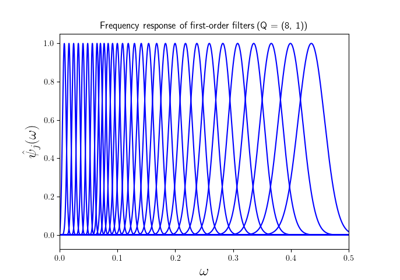 Frequency response of first-order filters (Q = (8, 1))
1.0
0.8
0.6
0.4
0.2
0.0
ψ̂_j(ω)
0.0 0.1 0.2 0.3 0.4 0.5
ω